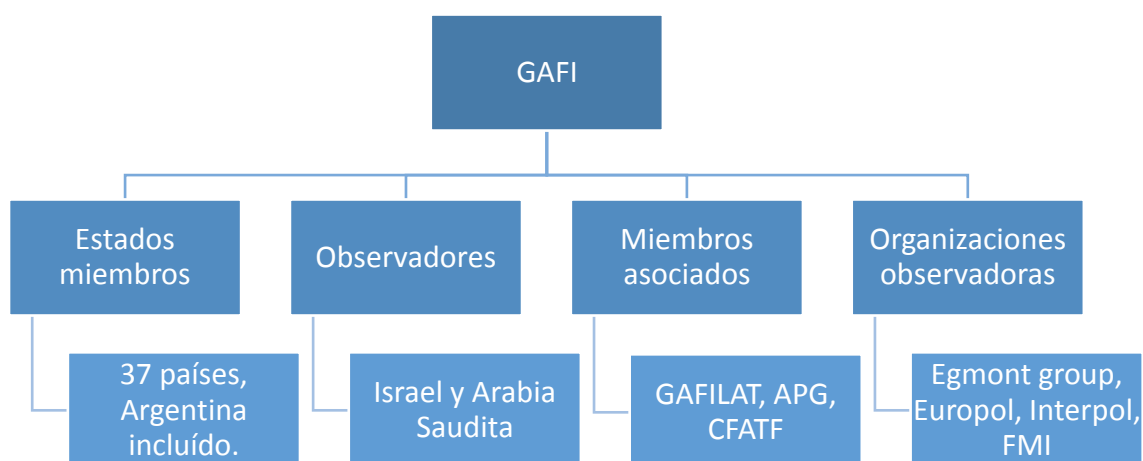 GAFI
Estados
miembros
37 países,
Argentina
incluído.
Observadores
Israel y Arabia
Saudita
Miembros
asociados
GAFILAT, APG,
CFATF
Organizaciones
observadoras
Egmont group,
Europol, Interpol,
FMI